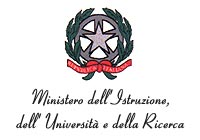 Ministero dell'Istruzione,
dell' Università e della Ricerca